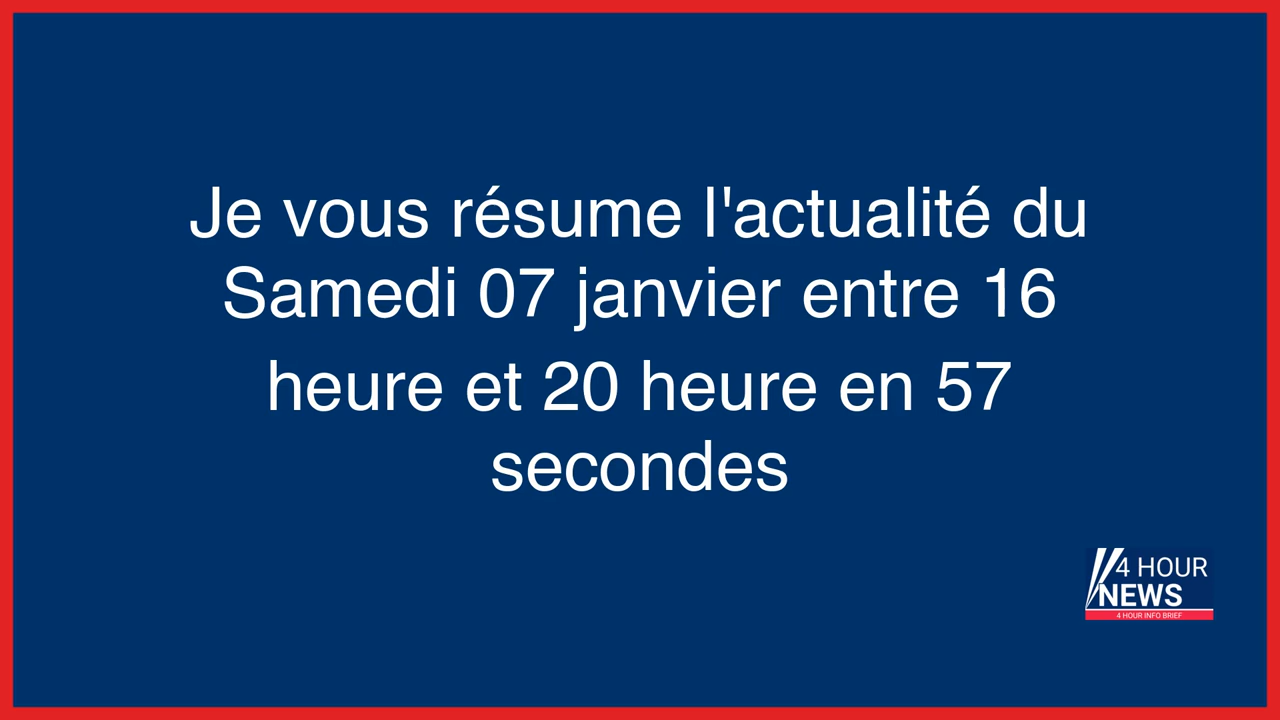 Je vous résume l'actualité du
Samedi 07 janvier entre 16
heure et 20 heure en 57
secondes
4 HOUR
NEWS
4 HOUR INFO BRIEF